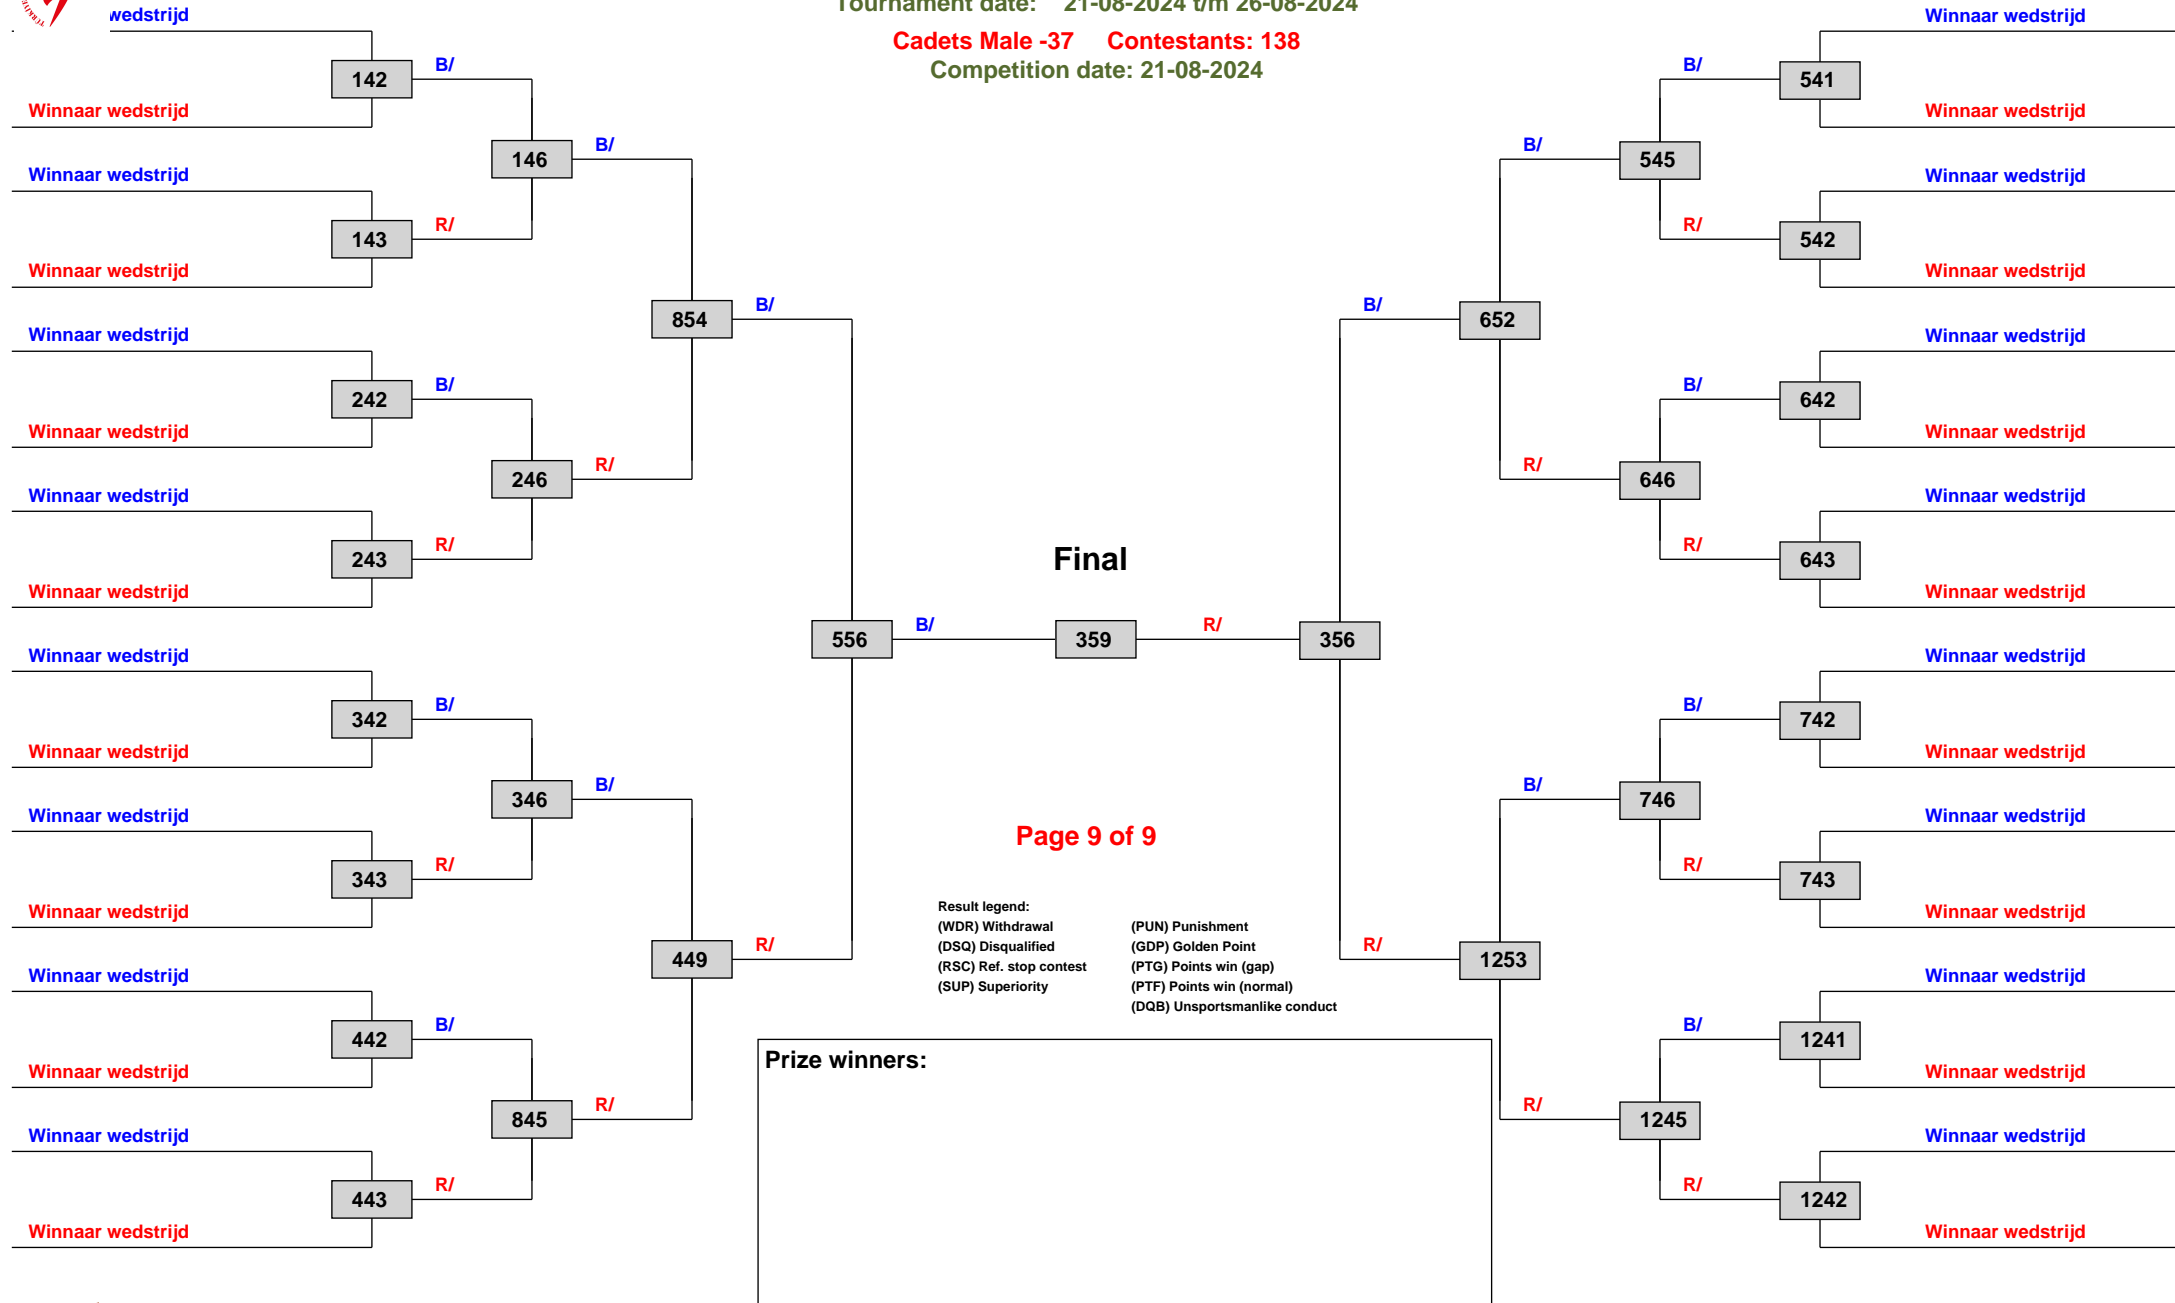 Tournament date: 21-08-2024 t/m 26-08-2024
Cadets Male -37 Contestants: 138
Competition date: 21-08-2024
wedstrijd
142
B/
Winnaar wedstrijd
146
B/
Winnaar wedstrijd
143
R/
Winnaar wedstrijd
854
B/
Winnaar wedstrijd
242
B/
Winnaar wedstrijd
246
R/
Winnaar wedstrijd
243
R/
Winnaar wedstrijd
556
B/
Winnaar wedstrijd
342
B/
Winnaar wedstrijd
346
B/
Winnaar wedstrijd
343
R/
Winnaar wedstrijd
449
R/
Winnaar wedstrijd
442
B/
Winnaar wedstrijd
845
R/
Winnaar wedstrijd
443
R/
Winnaar wedstrijd
Final
359
R/
356
Page 9 of 9
Result legend:
(WDR) Withdrawal
(DSQ) Disqualified
(RSC) Ref. stop contest
(SUP) Superiority
(PUN) Punishment
(GDP) Golden Point
(PTG) Points win (gap)
(PTF) Points win (normal)
(DQB) Unsportsmanlike conduct
Prize winners:
Winnaar wedstrijd
B/
541
Winnaar wedstrijd
B/
545
Winnaar wedstrijd
R/
542
Winnaar wedstrijd
B/
652
Winnaar wedstrijd
B/
642
Winnaar wedstrijd
R/
646
Winnaar wedstrijd
R/
643
Winnaar wedstrijd
Winnaar wedstrijd
B/
742
Winnaar wedstrijd
B/
746
Winnaar wedstrijd
R/
743
Winnaar wedstrijd
R/
1253
Winnaar wedstrijd
B/
1241
Winnaar wedstrijd
R/
1245
Winnaar wedstrijd
R/
1242
Winnaar wedstrijd